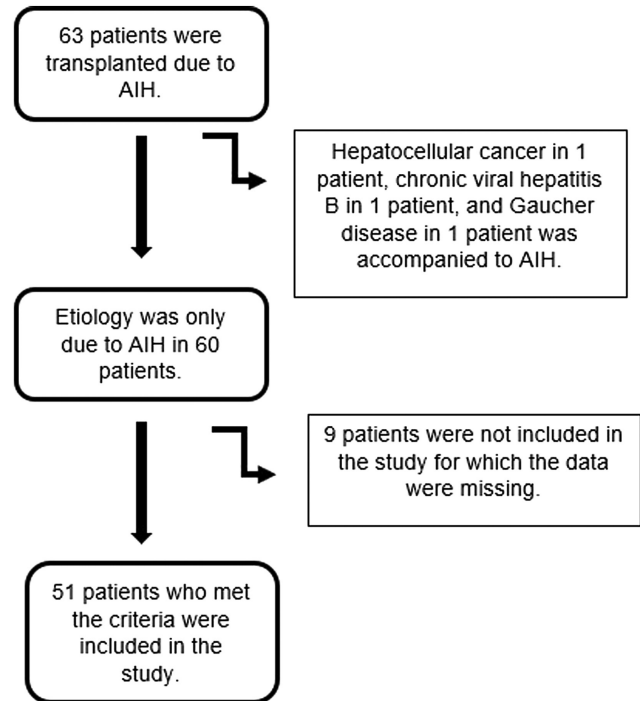 63 patients were
transplanted due to
AIH.
Hepatocellular cancer in 1
patient, chronic viral hepatitis
B in 1 patient, and Gaucher
disease in 1 patient was
accompanied to AIH.
Etiology was only
due to AIH in 60
patients.
9 patients were not included in
the study for which the data
were missing.
51 patients who met
the criteria were
included in the
study.